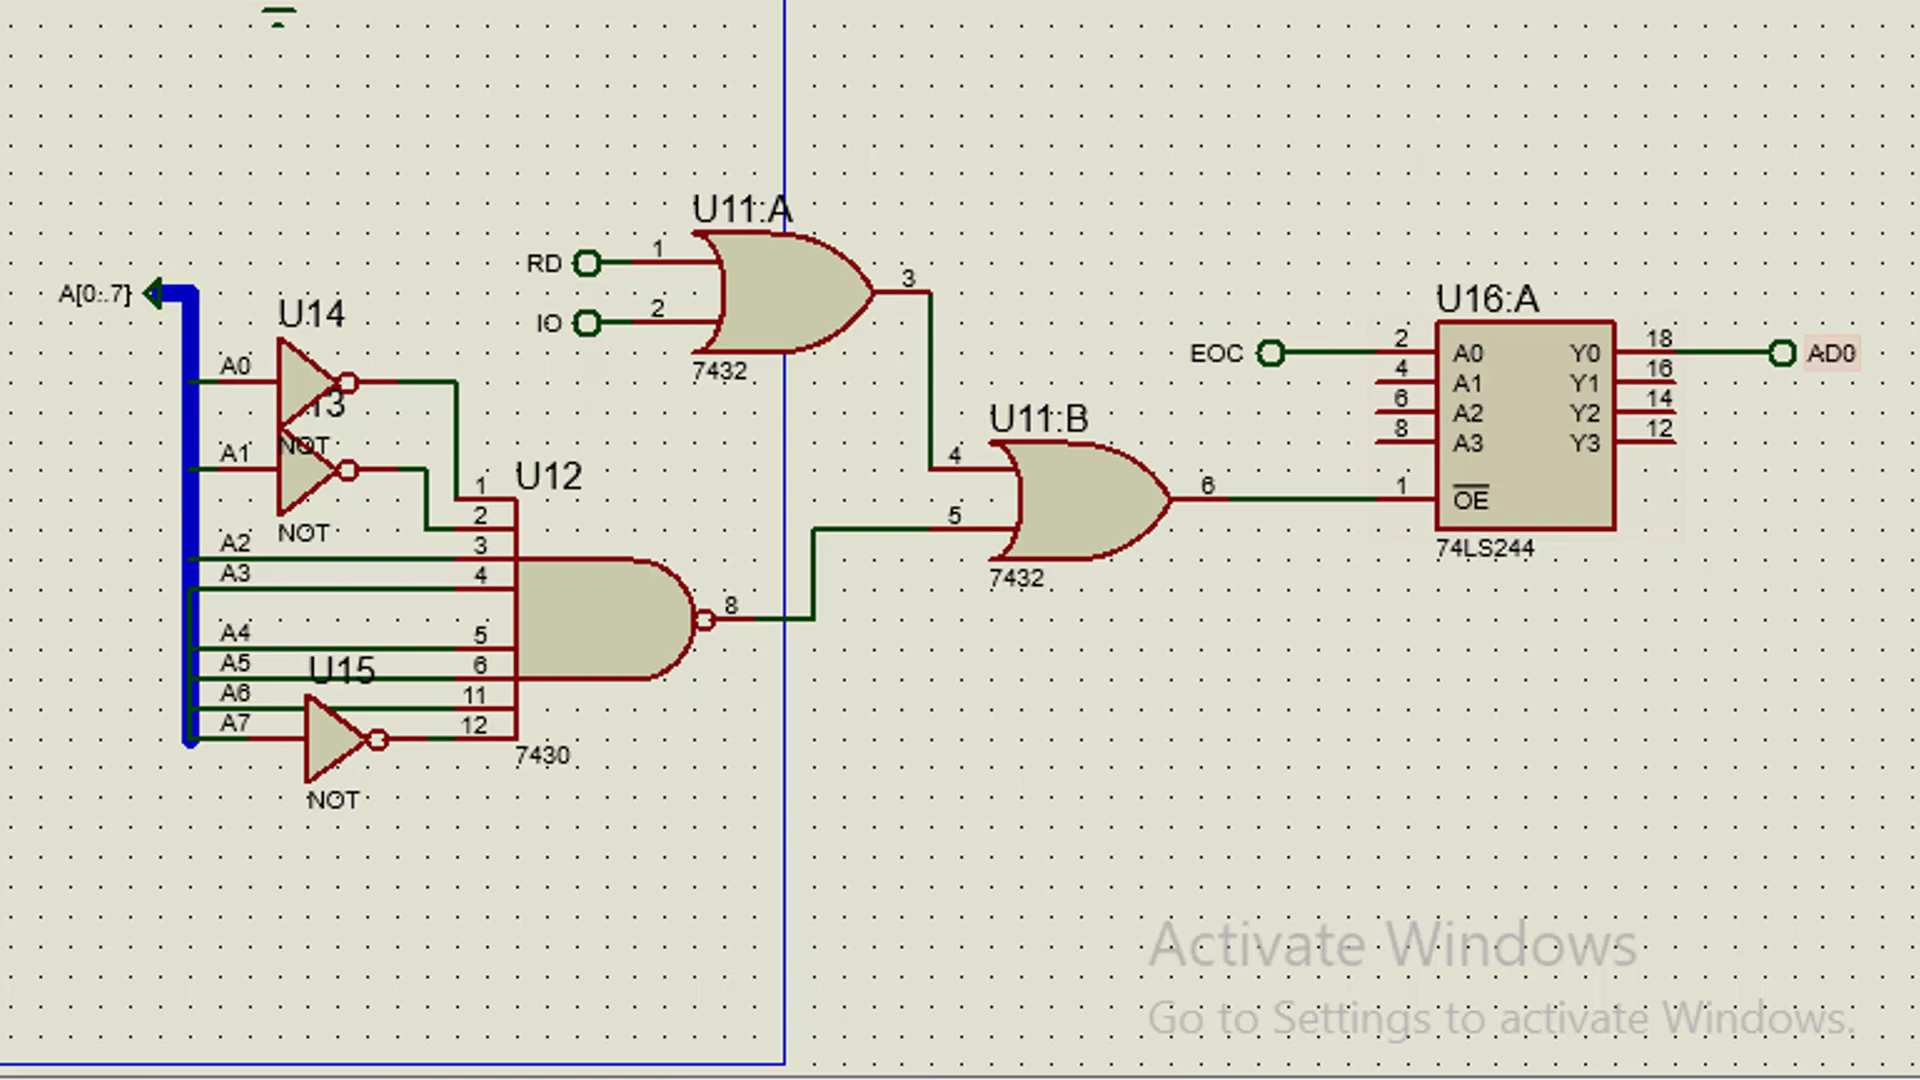 U11:A
RD
1
IO
2
3
7432
A[0..7]
U14
A0
13
NOT
A1
NOT
U12
1
2
A2
3
A3
4
A4
5
A5
6
U15
A6
11
A7
12
NOT
7430
8
U11:B
4
5
6
7432
U16:A
EOC
2
A0
Y0
18
AD0
4
A1
Y1
16
6
A2
Y2
14
8
A3
Y3
12
1
OE
74LS244
Activate Windows
Go to Settings to activate Windows.